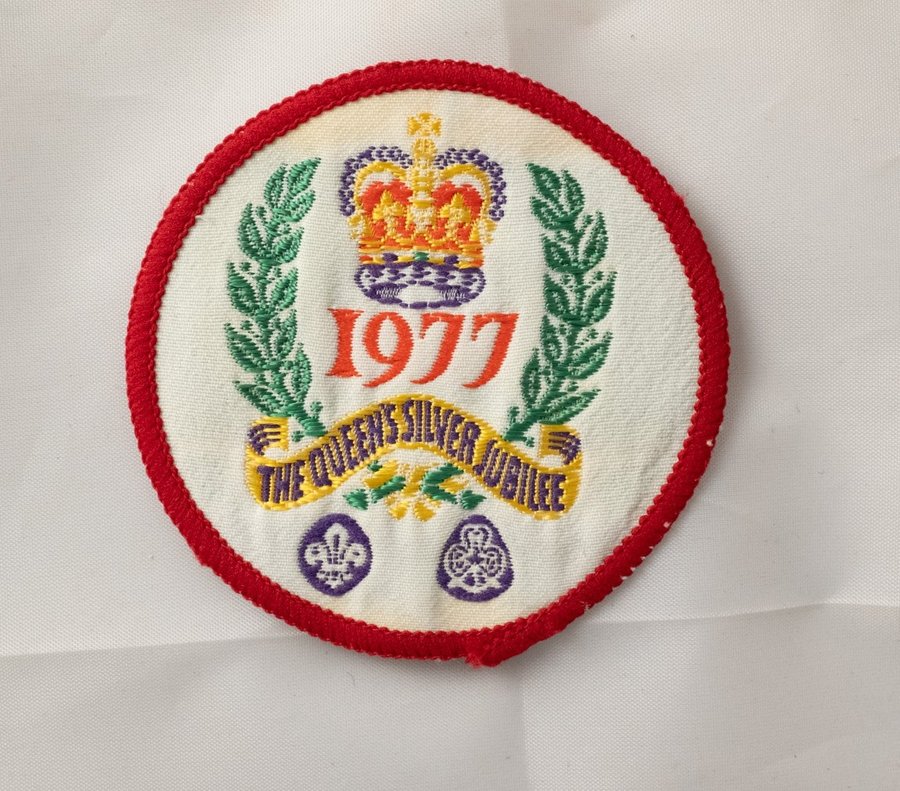 1977
THE QUEEN'S SILVER JUBILEE